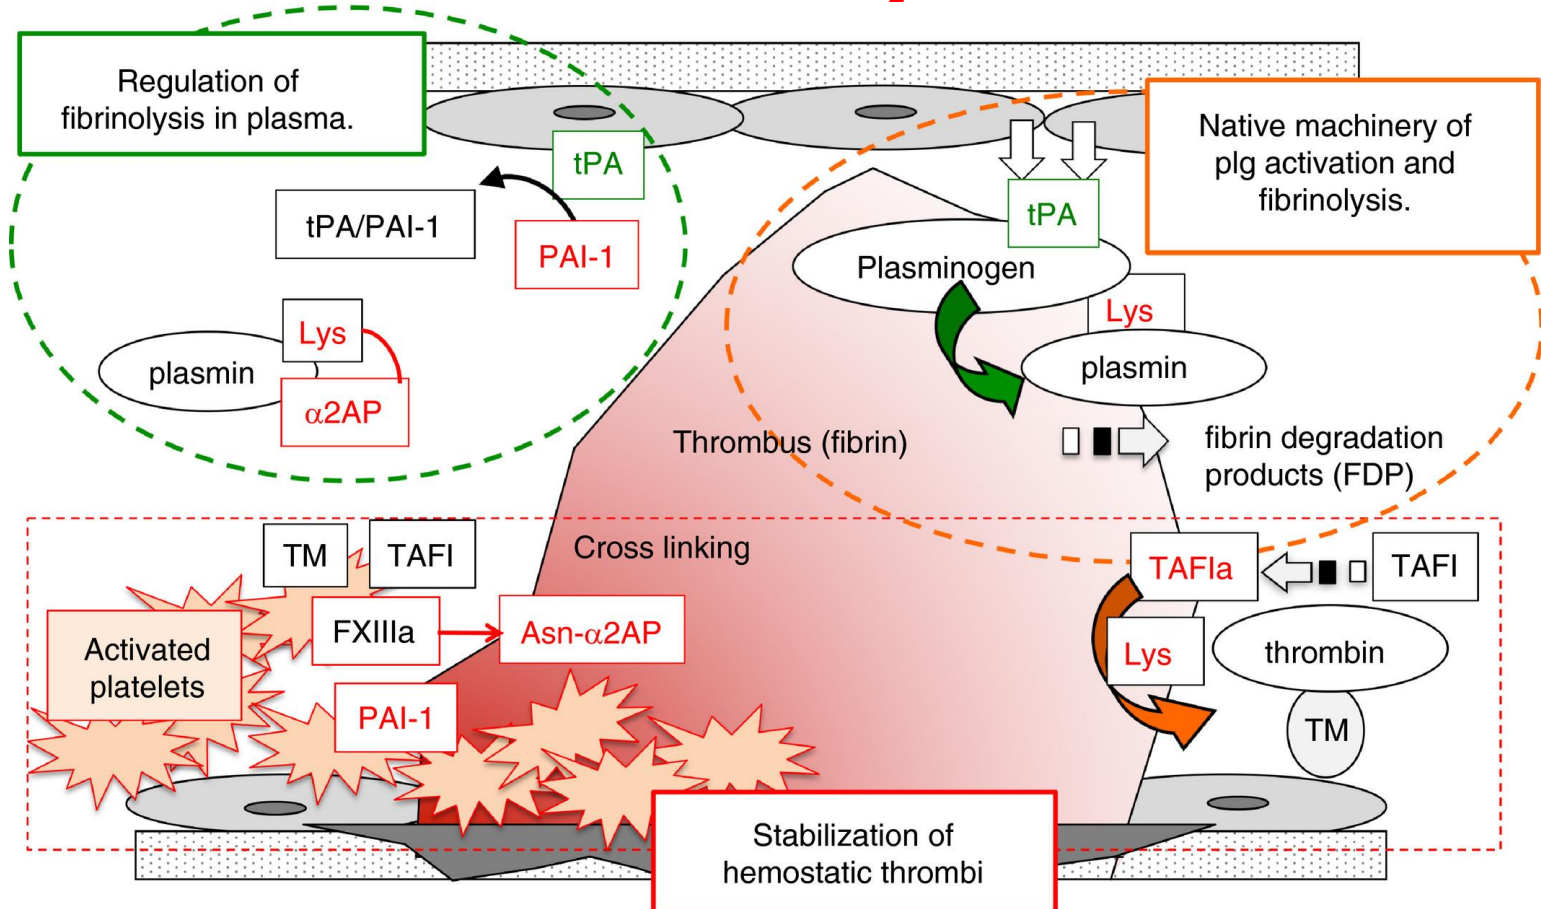 Regulation of
fibrinolysis in plasma.
Native machinery of
plg activation and
fibrinolysis.
tPA
tPA/PAI-1
PAI-1
tPA
Plasminogen
Lys
plasmin
Lys
plasmin
α2AP
Thrombus (fibrin)
fibrin degradation
products (FDP)
TM
TAFI
Cross linking
TAFIa
TAFI
Activated
platelets
FXIIIa
Asn-α2AP
Lys
thrombin
PAI-1
TM
Stabilization of
hemostatic thrombi